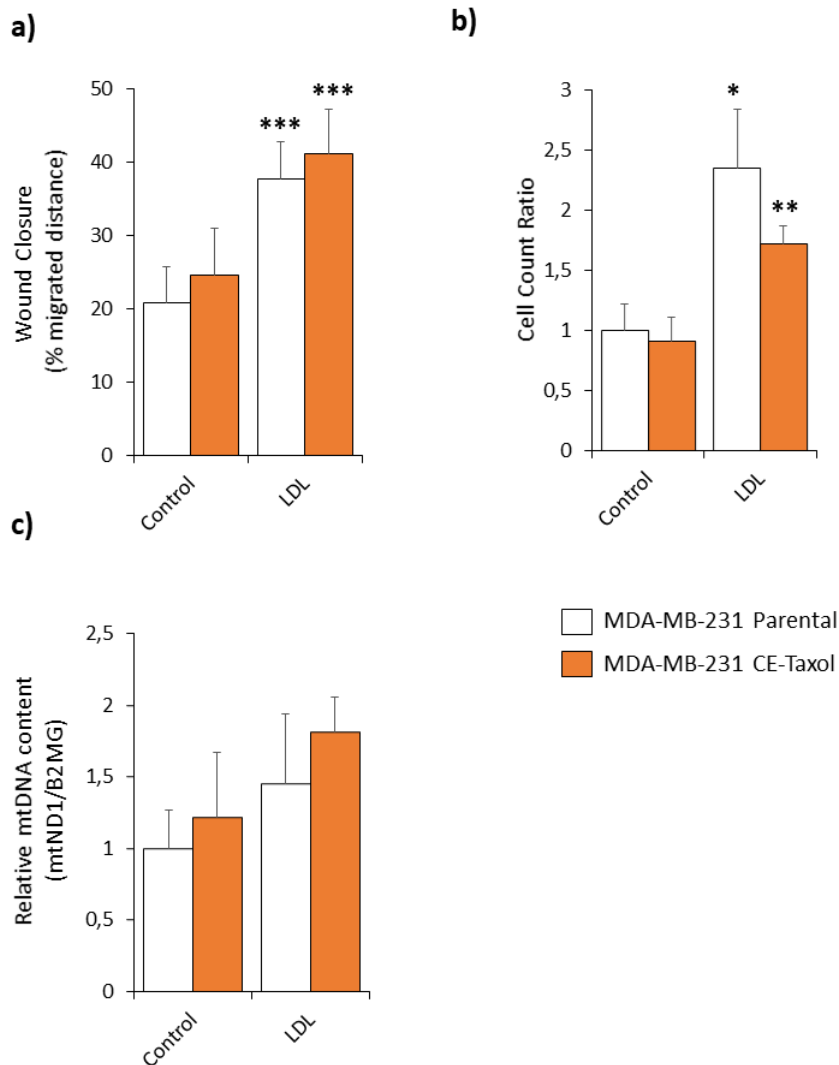 a)
Wound Closure
(% migrated distance)
50
40
30
20
10
0
***
***
Control
LDL
b)
Cell Count Ratio
3
2,5
2
1,5
1
0,5
0
*
**
Control
LDL
c)
Relative mtDNA content
(mtND1/B2MG)
2,5
2
1,5
1
0,5
0
Control
LDL
MDA-MB-231 Parental
MDA-MB-231 CE-Taxol